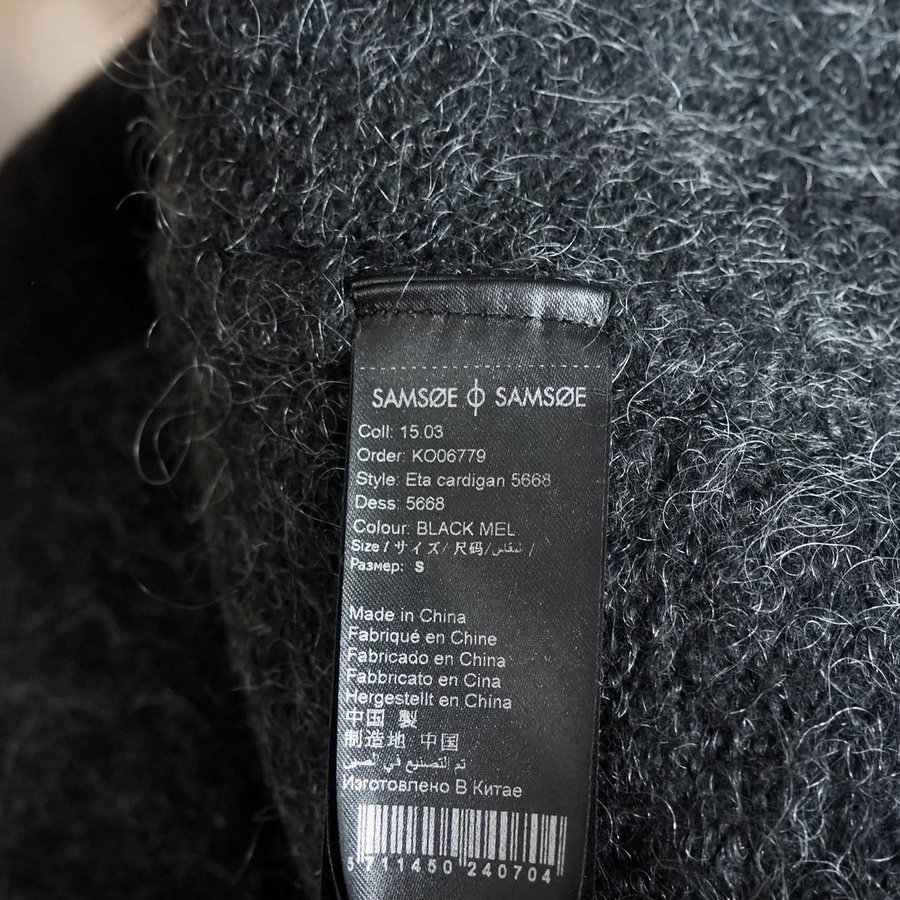 SAMSØE ϕ SAMSØE
Coll: 15.03
Order: KO06779
Style: Eta cardigan 5668
Dess: 5668
Colour: BLACK MEL
Size / サイズ/ 尺码/مقاس /
Размер: S
Made in China
Fabriqué en Chine
Fabricado en China
Fabbricato en Cina
Hergestellt en China
中国 製
制造地 中国
تم التصنيع في الصين
Изготовлено В Китае
5 711450 240704